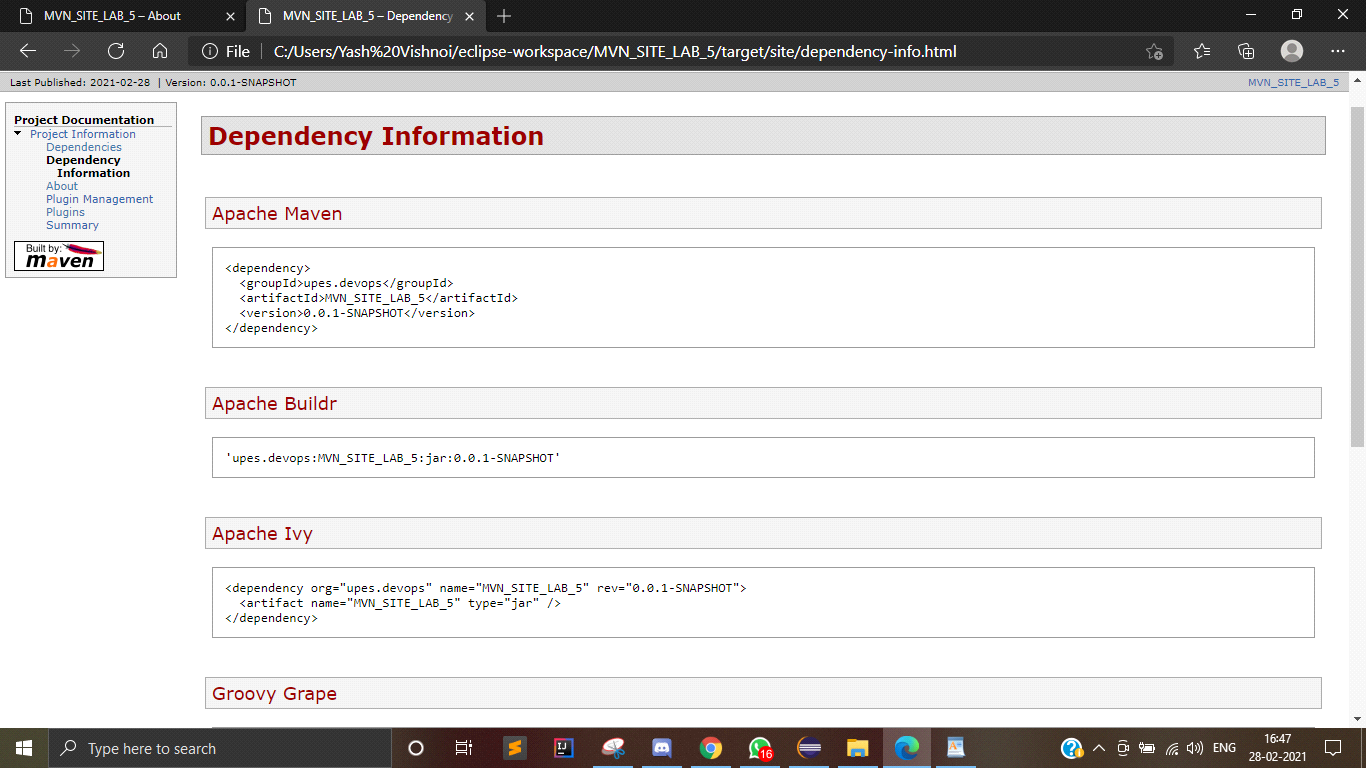 MVN_SITE_LAB_5 – About
MVN_SITE_LAB_5 – Dependency
File
C:/Users/Yash%20Vishnoi/eclipse-workspace/MVN_SITE_LAB_5/target/site/dependency-info.html
Last Published: 2021-02-28 | Version: 0.0.1-SNAPSHOT
MVN_SITE_LAB_5
Project Documentation
Project Information
Dependencies
Dependency
Information
About
Plugin Management
Plugins
Summary
Built by:
maven
Dependency Information
Apache Maven
<dependency>
  <groupId>upes.devops</groupId>
  <artifactId>MVN_SITE_LAB_5</artifactId>
  <version>0.0.1-SNAPSHOT</version>
</dependency>
Apache Buildr
'upes.devops:MVN_SITE_LAB_5:jar:0.0.1-SNAPSHOT'
Apache Ivy
<dependency org="upes.devops" name="MVN_SITE_LAB_5" rev="0.0.1-SNAPSHOT">
  <artifact name="MVN_SITE_LAB_5" type="jar" />
</dependency>
Groovy Grape
Type here to search
IJ
16
ENG
16:47
28-02-2021